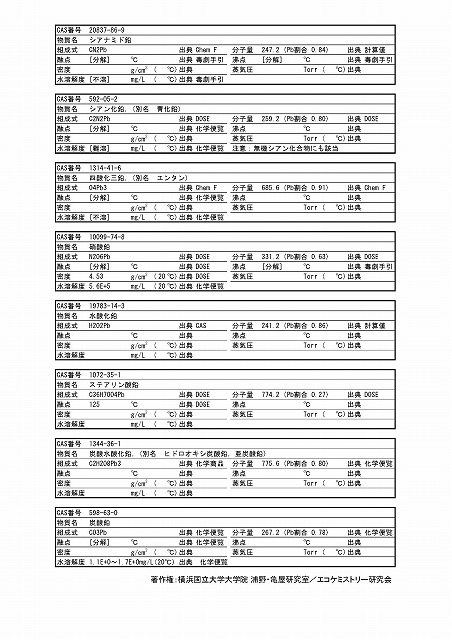 CAS番号 20837-86-9
物質名 シアナミド鉛
組成式 CN2Pb 出典 Chem F 分子量 247.2 (Pb割合 0.84) 出典 計算値
融点 [分解] ℃ 出典 毒劇手引 沸点 [分解] ℃ 出典 毒劇手引
密度 g/cm3 ( ℃) 出典 蒸気圧 Torr ( ℃) 出典
水溶解度 [不溶] mg/L ( ℃) 出典 毒劇手引
CAS番号 592-05-2
物質名 シアン化鉛, (別名 青化鉛)
組成式 C2N2Pb 出典 DOSE 分子量 259.2 (Pb割合 0.80) 出典 DOSE
融点 [分解] ℃ 出典 化学便覧 沸点 ℃ 出典
密度 g/cm3 ( ℃) 出典 蒸気圧 Torr ( ℃) 出典
水溶解度 [難溶] mg/L ( ℃) 出典 化学便覧 注意:無機シアン化合物にも該当
CAS番号 1314-41-6
物質名 四酸化三鉛, (別名 エンタン)
組成式 O4Pb3 出典 Chem F 分子量 685.6 (Pb割合 0.91) 出典 Chem F
融点 [分解] ℃ 出典 化学便覧 沸点 ℃ 出典
密度 g/cm3 ( ℃) 出典 蒸気圧 Torr ( ℃) 出典
水溶解度 [不溶] mg/L ( ℃) 出典 化学便覧
CAS番号 10099-74-8
物質名 硝酸鉛
組成式 N2O6Pb 出典 DOSE 分子量 331.2 (Pb割合 0.63) 出典 DOSE
融点 [分解] ℃ 出典 DOSE 沸点 [分解] ℃ 出典 毒劇手引
密度 4.53 g/cm3 (20℃) 出典 DOSE 蒸気圧 Torr ( ℃) 出典
水溶解度 5.6E+5 mg/L (20℃) 出典 化学便覧
CAS番号 19783-14-3
物質名 水酸化鉛
組成式 H2O2Pb 出典 CAS 分子量 241.2 (Pb割合 0.86) 出典 計算値
融点 ℃ 出典 沸点 ℃ 出典
密度 g/cm3 ( ℃) 出典 蒸気圧 Torr ( ℃) 出典
水溶解度 mg/L ( ℃) 出典
CAS番号 1072-35-1
物質名 ステアリン酸鉛
組成式 C36H70O4Pb 出典 DOSE 分子量 774.2 (Pb割合 0.27) 出典 DOSE
融点 125 ℃ 出典 DOSE 沸点 ℃ 出典
密度 g/cm3 ( ℃) 出典 蒸気圧 Torr ( ℃) 出典
水溶解度 mg/L ( ℃) 出典
CAS番号 1344-36-1
物質名 炭酸水酸化鉛, (別名 ヒドロオキシ炭酸鉛, 亜炭酸鉛)
組成式 C2H2O8Pb3 出典 化学商品 分子量 775.6 (Pb割合 0.80) 出典 化学便覧
融点 ℃ 出典 沸点 ℃ 出典
密度 g/cm3 ( ℃) 出典 蒸気圧 Torr ( ℃) 出典
水溶解度 mg/L ( ℃) 出典
CAS番号 598-63-0
物質名 炭酸鉛
組成式 CO3Pb 出典 化学便覧 分子量 267.2 (Pb割合 0.78) 出典 化学便覧
融点 [分解] ℃ 出典 化学便覧 沸点 ℃ 出典
密度 g/cm3 ( ℃) 出典 蒸気圧 Torr ( ℃) 出典
水溶解度 1.1E+0～1.7E+0mg/L(20℃) 出典 化学便覧
著作権:横浜国立大学大学院 浦野・亀屋研究室/エコケミストリー研究会